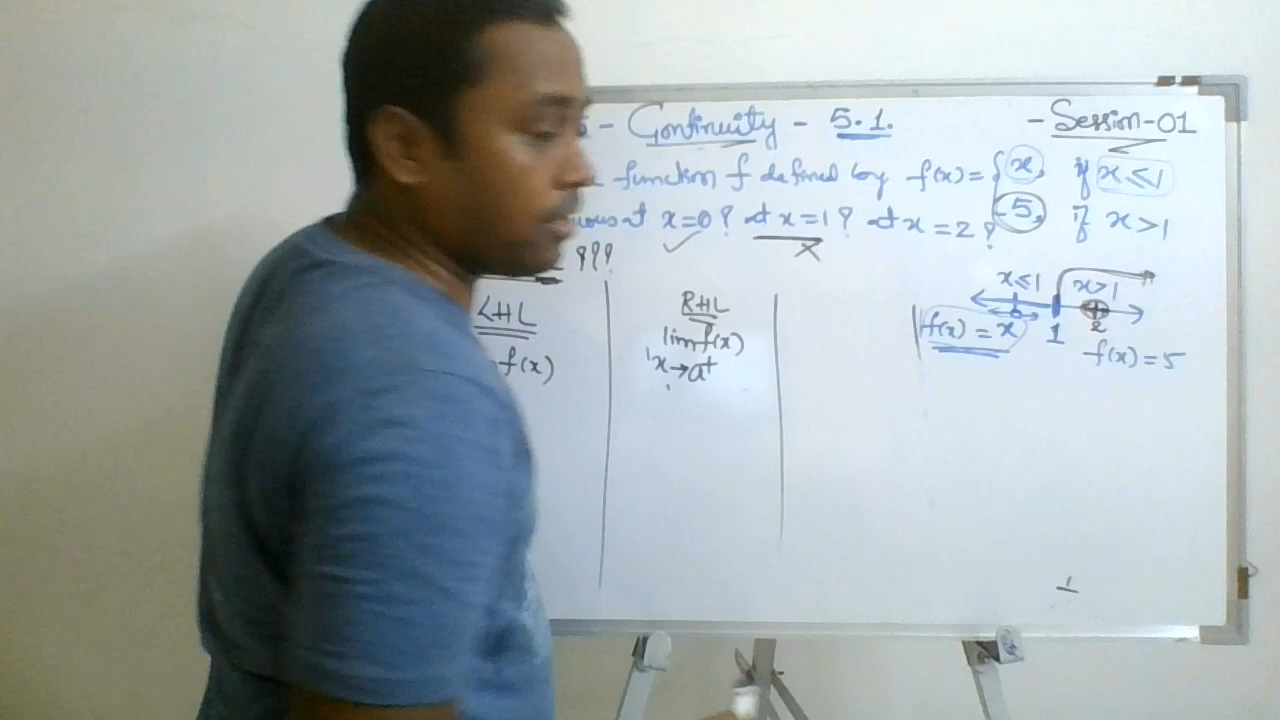 - Continuity - 5.1. - Session-01
function f defined by f(x) = { x, if x ≤ 1
5, if x > 1
at x=0? at x=1? at x=2?
???
LHL
f(x)
RHL
lim f(x)
x→a⁺
x≤1 x>1
1 2
f(x) = x
f(x) = 5